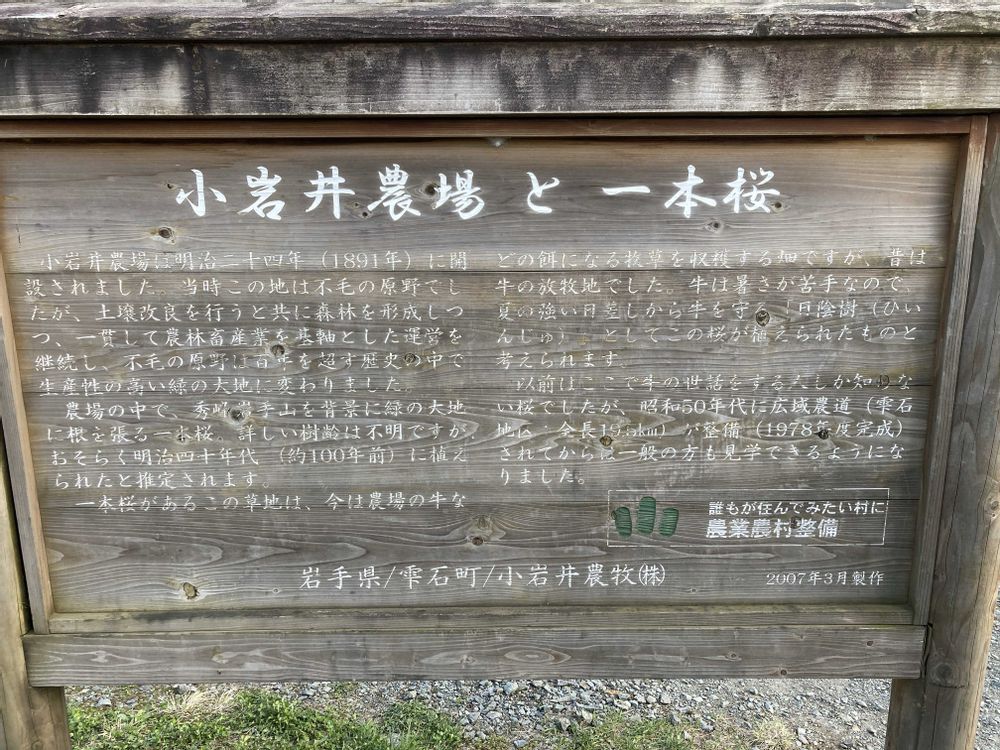 小岩井農場と一本桜
小岩井農場は明治二十四年（1891年）に開
設されました。当時この地は不毛の原野でし
たが、土壌改良を行うと共に森林を形成しつ
つ、一貫して農林畜産業を基軸とした運営を
継続し、不毛の原野は百年を超す歴史の中で
生産性の高い緑の大地に変わりました。
農場の中で、秀峰岩手山を背景に緑の大地
に根を張る一本桜。詳しい樹齢は不明ですが、
おそらく明治四十年代（約100年前）に植え
られたと推定されます。
一本桜があるこの草地は、今は農場の牛な
どの餌になる牧草を収穫する畑ですが、昔は
牛の放牧地でした。牛は暑さが苦手なので、
夏の強い日差しから牛を守る「日陰樹（ひい
んじゅ）」としてこの桜が植えられたものと
考えられます。
以前はここで牛の世話をする人しか知らな
い桜でしたが、昭和50年代に広域農道（雫石
地区・全長19.5km）が整備（1978年度完成）
されてからは一般の方も見学できるようにな
りました。
誰もが住んでみたい村に
農業農村整備
岩手県/雫石町/小岩井農牧㈱
2007年3月製作